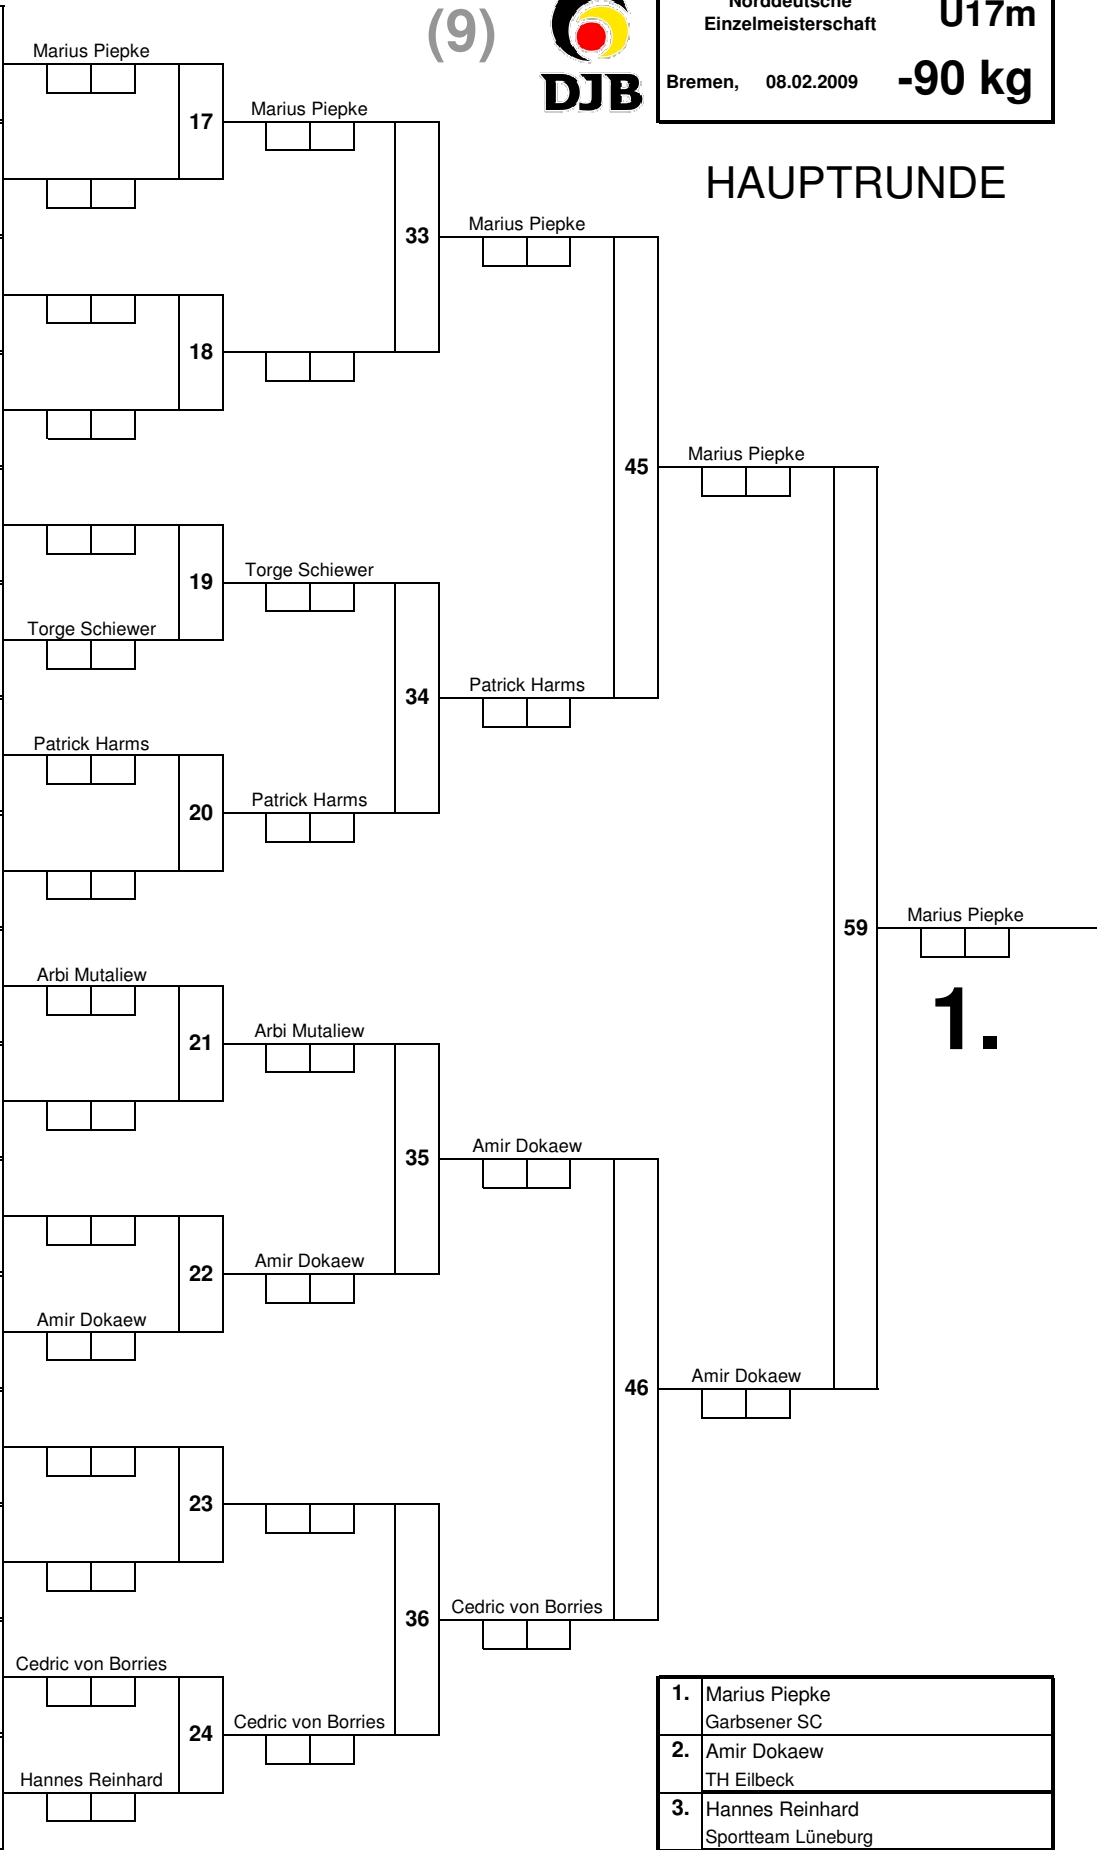 Norddeutsche
Einzelmeisterschaft
U17m
Bremen, 08.02.2009
-90 kg
(9)
DJB
HAUPTRUNDE
Marius Piepke
17
Marius Piepke
33
Marius Piepke
18
45
Marius Piepke
19
Torge Schiewer
Torge Schiewer
34
Patrick Harms
Patrick Harms
20
Patrick Harms
59
Marius Piepke
1.
Arbi Mutaliew
21
Arbi Mutaliew
35
Amir Dokaew
22
Amir Dokaew
Amir Dokaew
46
Amir Dokaew
23
36
Cedric von Borries
Cedric von Borries
24
Cedric von Borries
Hannes Reinhard
1. Marius Piepke
Garbsener SC
2. Amir Dokaew
TH Eilbeck
3. Hannes Reinhard
Sportteam Lüneburg